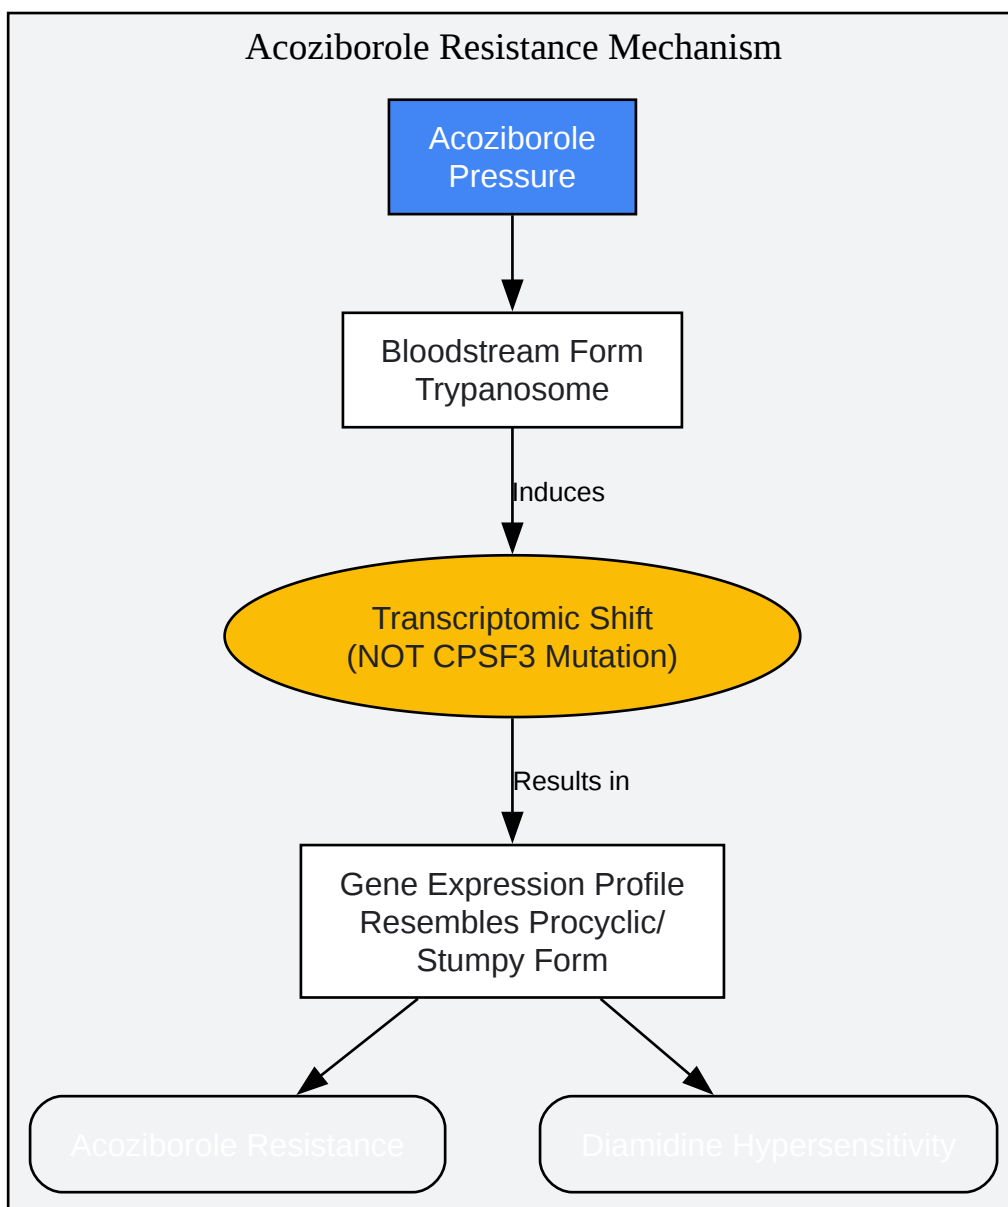 Acoziborole Resistance Mechanism
Acoziborole
Pressure
Bloodstream Form
Trypanosome
Induces
Transcriptomic Shift
(NOT CPSF3 Mutation)
Results in
Gene Expression Profile
Resembles Procyclic/
Stumpy Form
Acoziborole Resistance
Diamidine Hypersensitivity